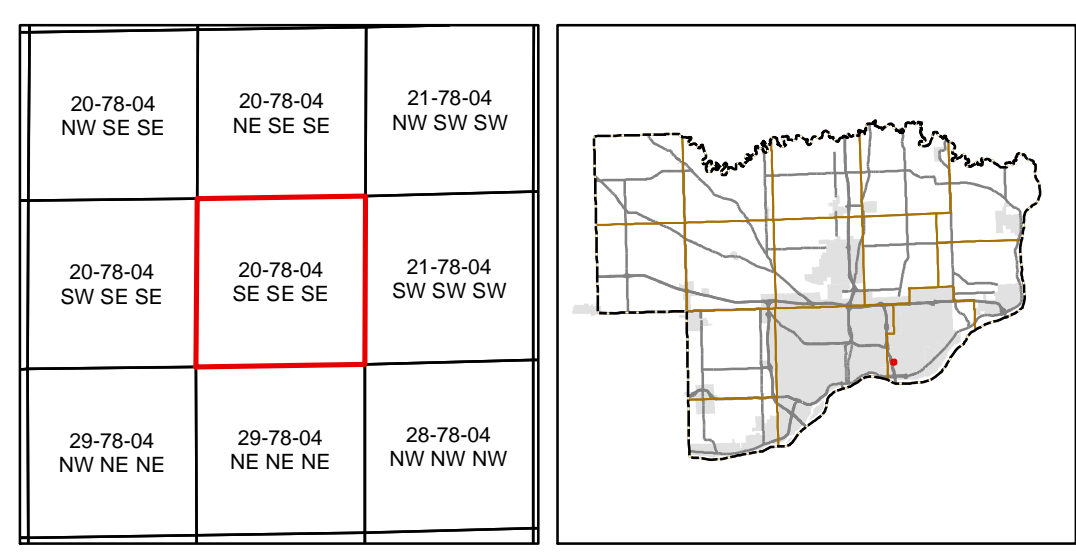 20-78-04
NW SE SE
20-78-04
NE SE SE
21-78-04
NW SW SW
20-78-04
SW SE SE
20-78-04
SE SE SE
21-78-04
SW SW SW
29-78-04
NW NE NE
29-78-04
NE NE NE
28-78-04
NW NW NW